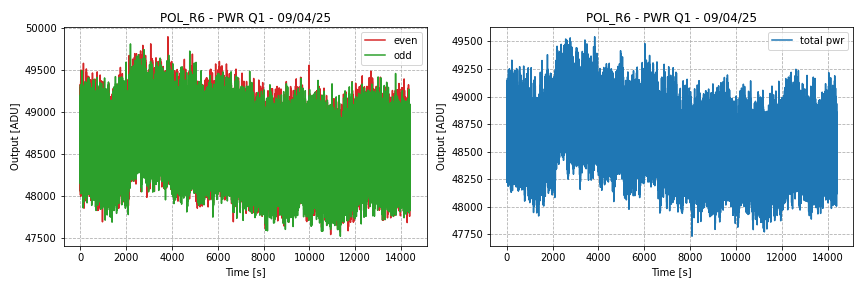 POL_R6 - PWR Q1 - 09/04/25
50000
49500
49000
48500
48000
47500
Output [ADU]
even
odd
0 2000 4000 6000 8000 10000 12000 14000
Time [s]
POL_R6 - PWR Q1 - 09/04/25
49500
49250
49000
48750
48500
48250
48000
47750
Output [ADU]
total pwr
0 2000 4000 6000 8000 10000 12000 14000
Time [s]